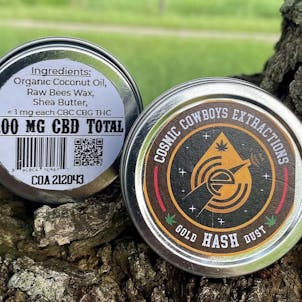 Ingredients:
Organic Coconut Oil,
Raw Bees Wax,
Shea Butter,
< 1 mg each CBC CBG THC
00 MG CBD TOTAL
COA 212043
COSMIC COWBOYS EXTRACTIONS
GOLD HASH DUST